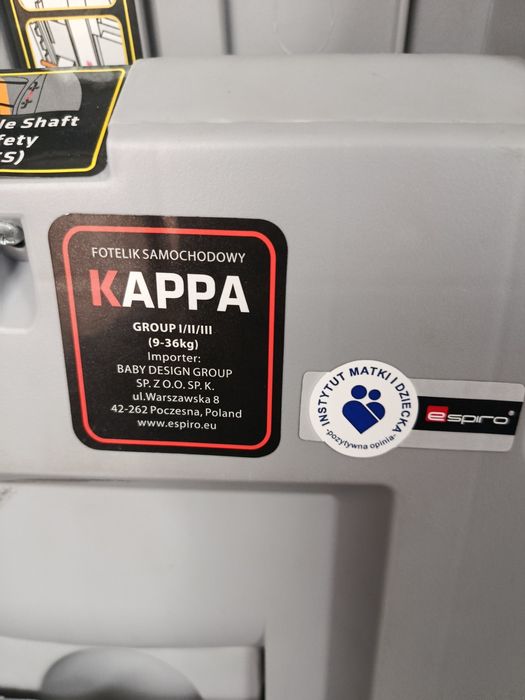 le Shaft
fety
S)
FOTELIK SAMOCHODOWY
KAPPA
GROUP I/II/III
(9-36kg)
Importer:
BABY DESIGN GROUP
SP. Z O.O. SP. K.
ul.Warszawska 8
42-262 Poczesna, Poland
www.espiro.eu
INSTYTUT MATKI I DZIECKA
-pozytywna opinia-
espiro®